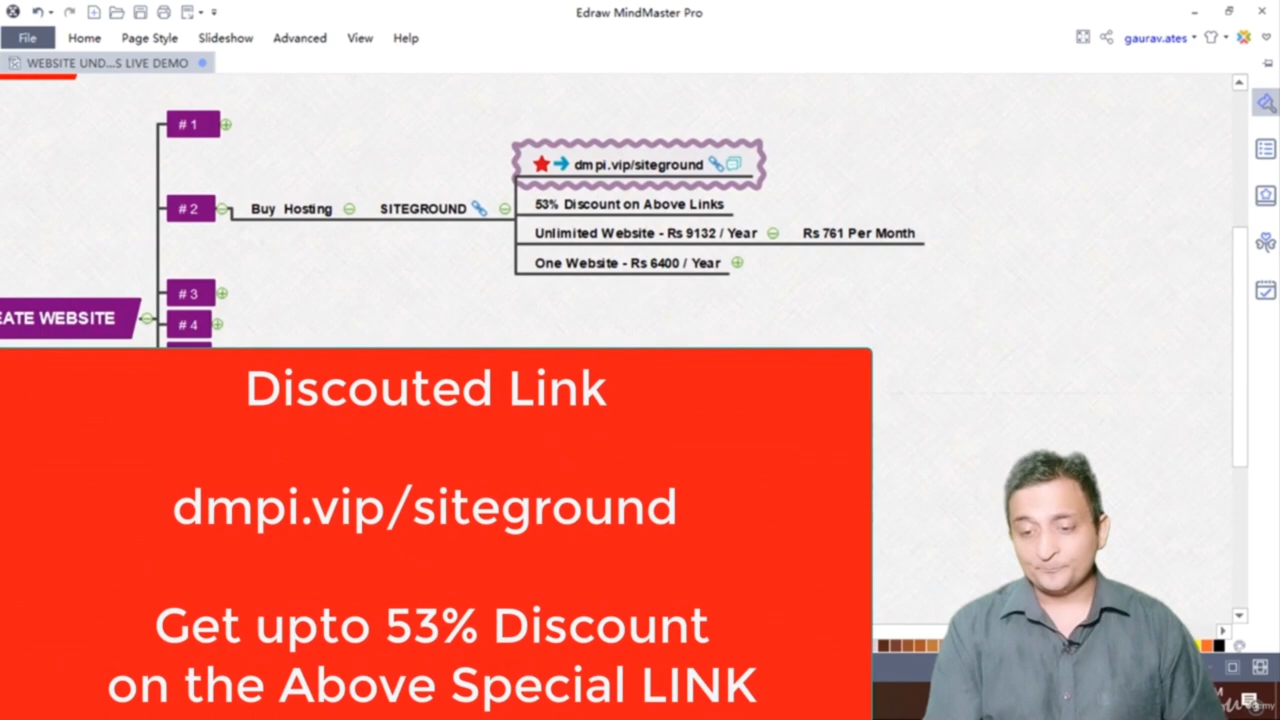 Edraw MindMaster Pro
File Home Page Style Slideshow Advanced View Help
gaurav.ates
WEBSITE UND...S LIVE DEMO
# 1
dmpi.vip/siteground
53% Discount on Above Links
# 2 Buy Hosting SITEGROUND
Unlimited Website - Rs 9132 / Year Rs 761 Per Month
One Website - Rs 6400 / Year
# 3
EATE WEBSITE
# 4
Discouted Link
dmpi.vip/siteground
Get upto 53% Discount
on the Above Special LINK